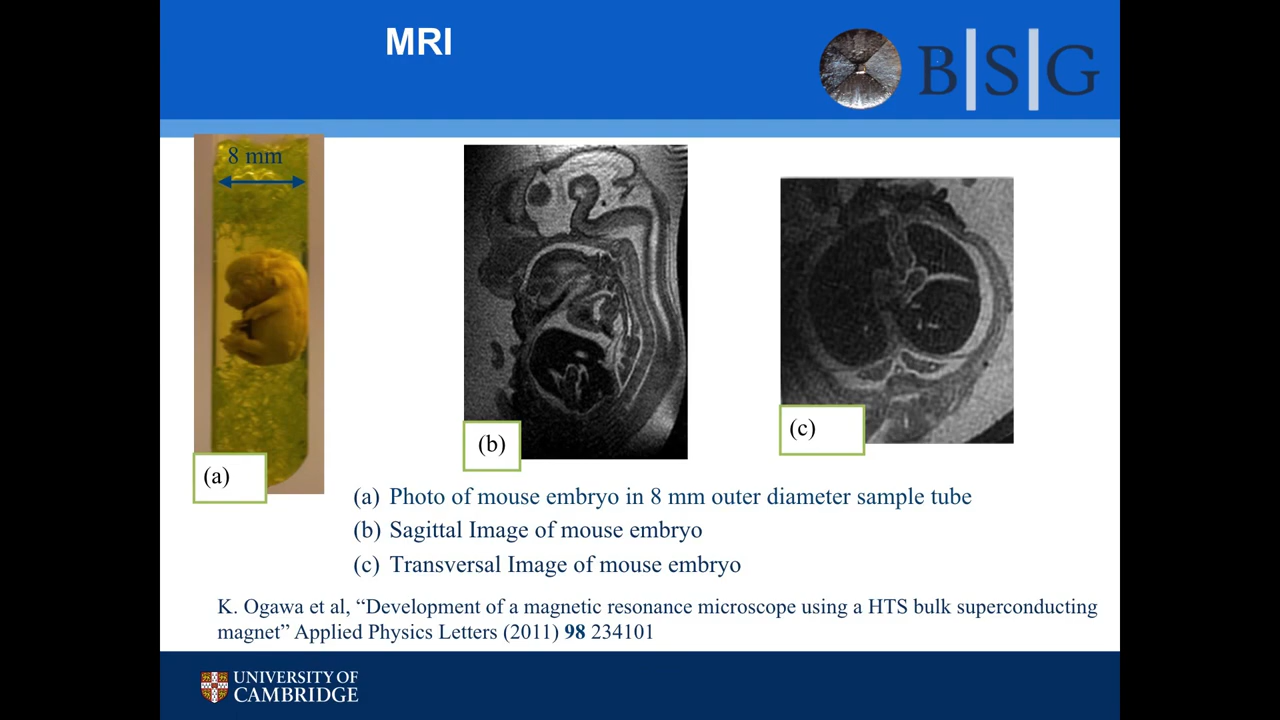 MRI
B|S|G
8 mm
(a)
(b)
(c)
(a) Photo of mouse embryo in 8 mm outer diameter sample tube
(b) Sagittal Image of mouse embryo
(c) Transversal Image of mouse embryo
K. Ogawa et al, “Development of a magnetic resonance microscope using a HTS bulk superconducting
magnet” Applied Physics Letters (2011) 98 234101
UNIVERSITY OF
CAMBRIDGE